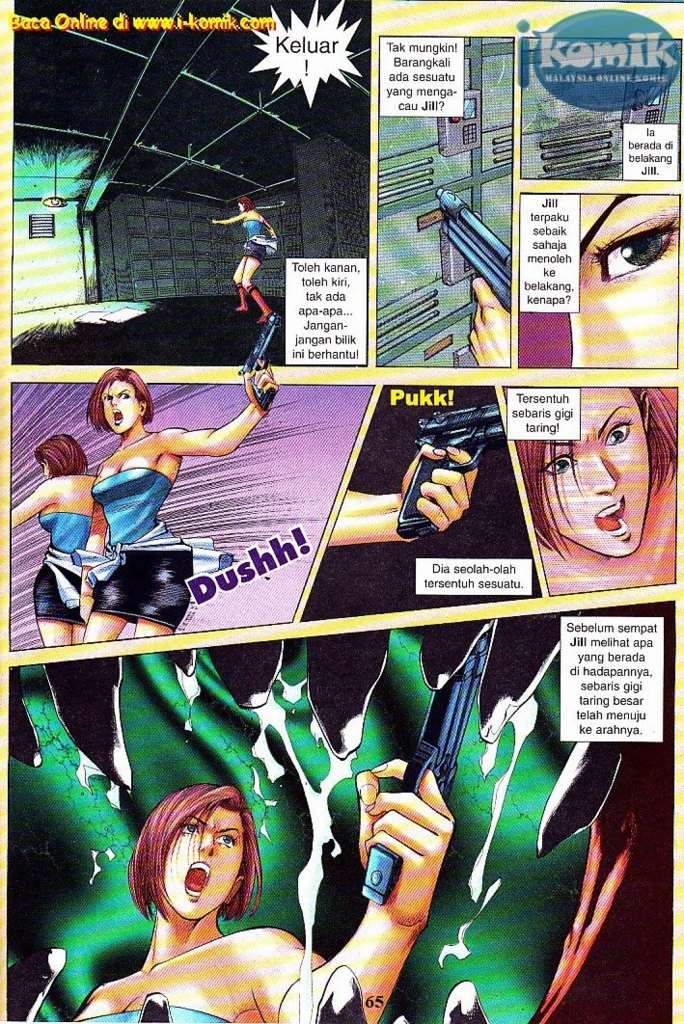 Baca Online di www.i-komik.com
ikomik
MALAYSIA ONLINE KOMIK
Keluar
!
Toleh kanan,
toleh kiri,
tak ada
apa-apa...
Jangan-
jangan bilik
ini berhantu!
Tak mungkin!
Barangkali
ada sesuatu
yang menga-
cau Jill?
Ia
berada di
belakang
Jill.
Jill
terpaku
sebaik
sahaja
menoleh
ke
belakang,
kenapa?
Dushh!
Pukk!
Dia seolah-olah
tersentuh sesuatu.
Tersentuh
sebaris gigi
taring!
Sebelum sempat
Jill melihat apa
yang berada
di hadapannya,
sebaris gigi
taring besar
telah menuju
ke arahnya.
65